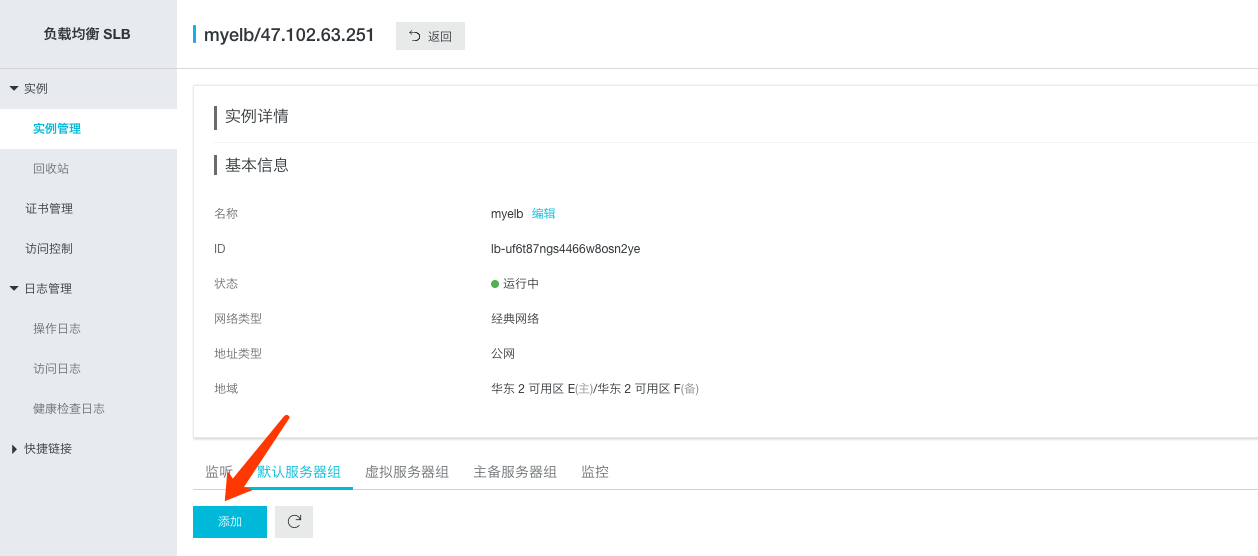 负载均衡 SLB
myelb/47.102.63.251 返回
实例
实例管理
回收站
证书管理
访问控制
日志管理
操作日志
访问日志
健康检查日志
快捷链接
实例详情
基本信息
名称 myelb 编辑
ID lb-uf6t87ngs4466w8osn2ye
状态 运行中
网络类型 经典网络
地址类型 公网
地域 华东 2 可用区 E(主)/华东 2 可用区 F(备)
监听 默认服务器组 虚拟服务器组 主备服务器组 监控
添加